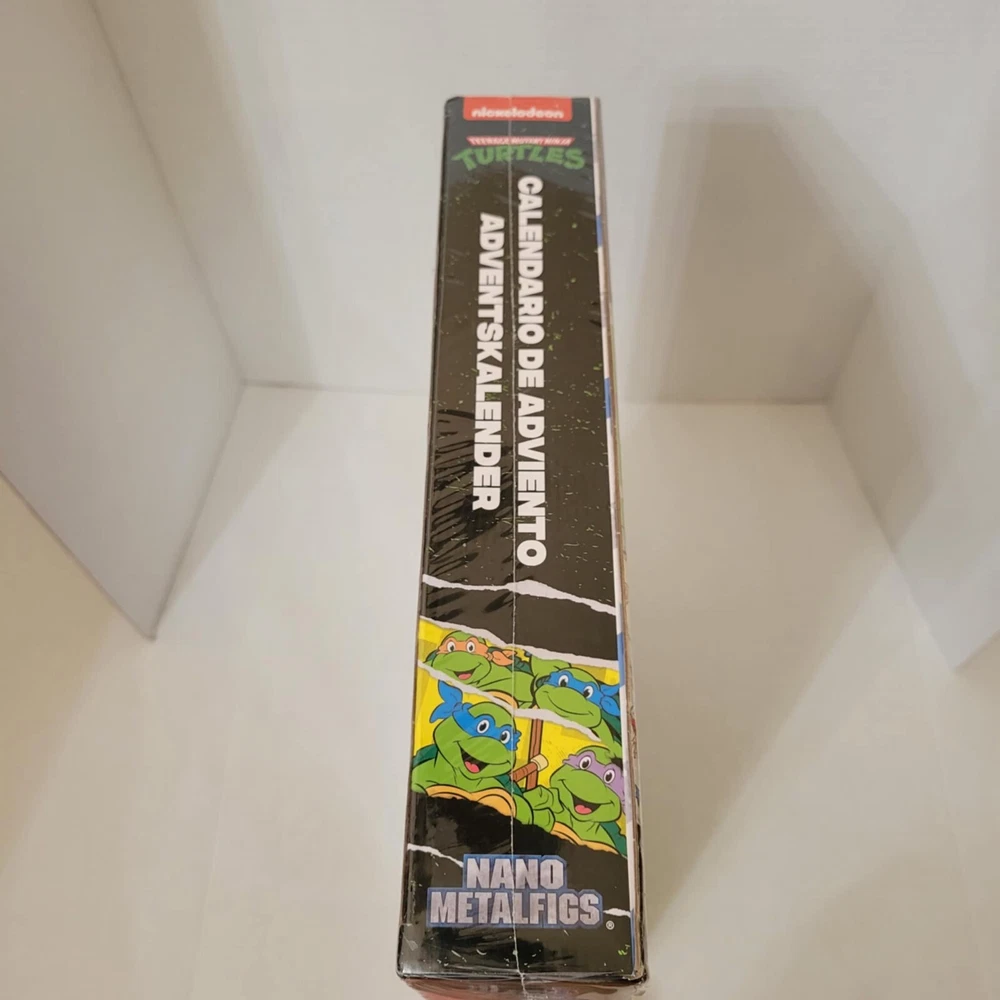 nickelodeon
TEENAGE MUTANT NINJA
TURTLES
CALENDARIO DE ADVIENTO
ADVENTSKALENDER
NANO
METALFIGS®